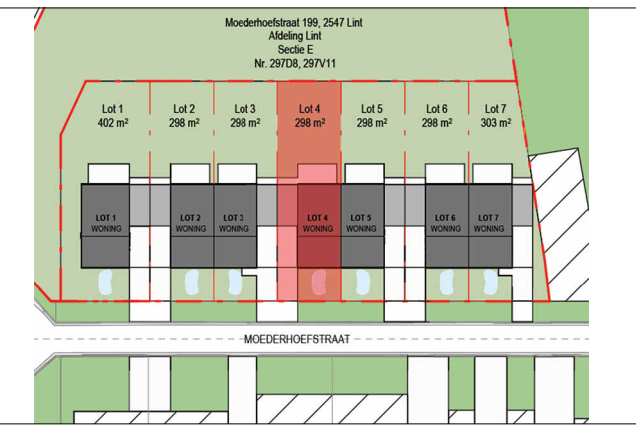 Moederhoefstraat 199, 2547 Lint
Afdeling Lint
Sectie E
Nr. 297D8, 297V11
Lot 1
402 m²
Lot 2
298 m²
Lot 3
298 m²
Lot 4
298 m²
Lot 5
298 m²
Lot 6
298 m²
Lot 7
303 m²
LOT 1
WONING
LOT 2
WONING
LOT 3
WONING
LOT 4
WONING
LOT 5
WONING
LOT 6
WONING
LOT 7
WONING
MOEDERHOEFSTRAAT